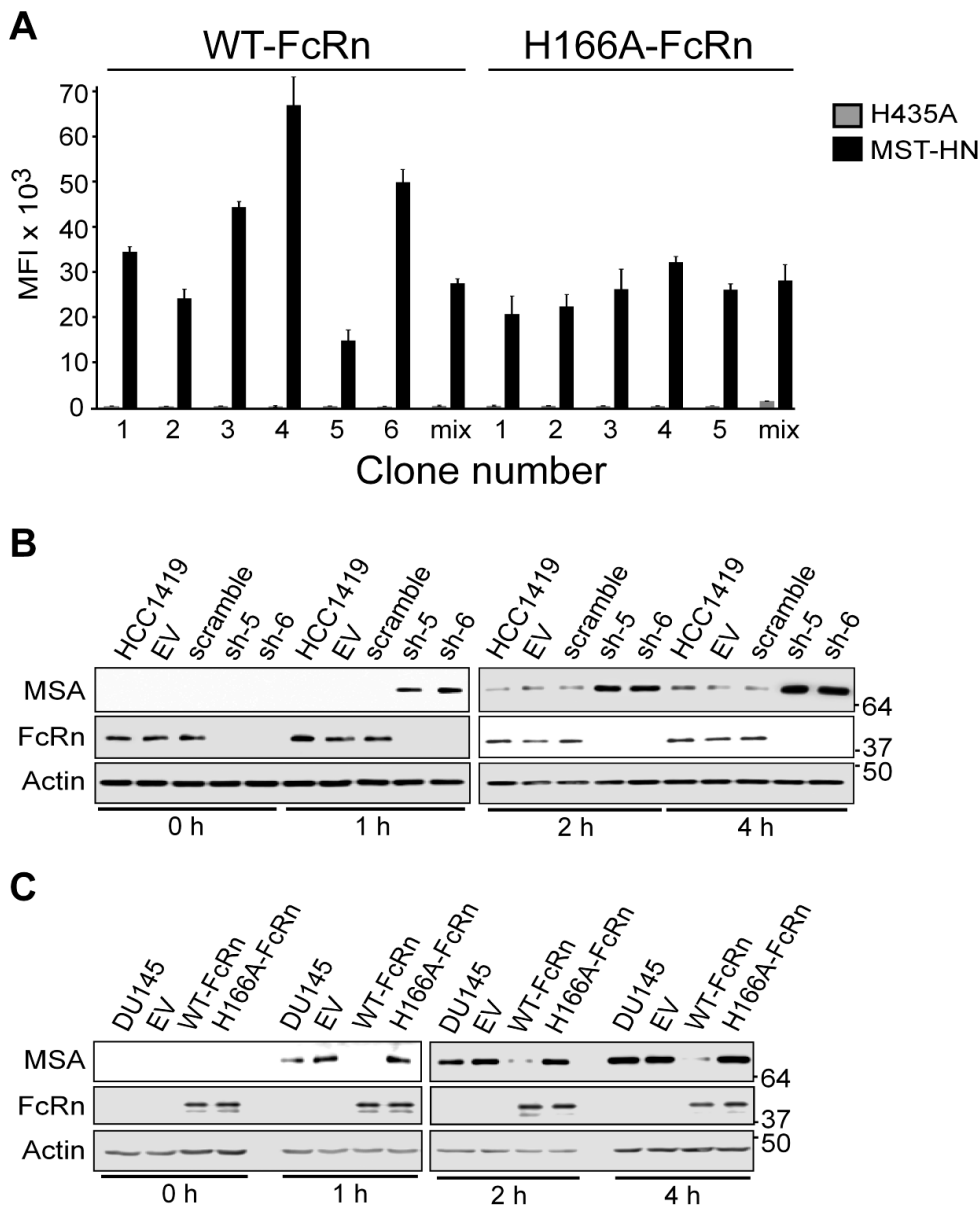 A
WT-FcRn H166A-FcRn
H435A
MST-HN
MFI x 10³
70
60
50
40
30
20
10
0
1 2 3 4 5 6 mix 1 2 3 4 5 mix
Clone number
B
HCC1419 EV scramble sh-5 sh-6 HCC1419 EV scramble sh-5 sh-6 HCC1419 EV scramble sh-5 sh-6 HCC1419 EV scramble sh-5 sh-6
MSA
64
FcRn
37
50
Actin
0 h 1 h 2 h 4 h
C
DU145 EV WT-FcRn H166A-FcRn DU145 EV WT-FcRn H166A-FcRn DU145 EV WT-FcRn H166A-FcRn DU145 EV WT-FcRn H166A-FcRn
MSA
64
FcRn
37
50
Actin
0 h 1 h 2 h 4 h